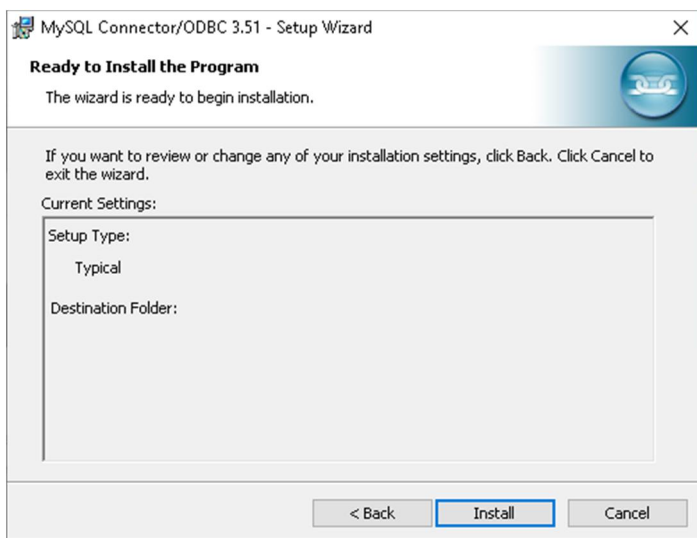 MySQL Connector/ODBC 3.51 - Setup Wizard
Ready to Install the Program
The wizard is ready to begin installation.
If you want to review or change any of your installation settings, click Back. Click Cancel to
exit the wizard.
Current Settings:
Setup Type:
Typical
Destination Folder:
< Back
Install
Cancel